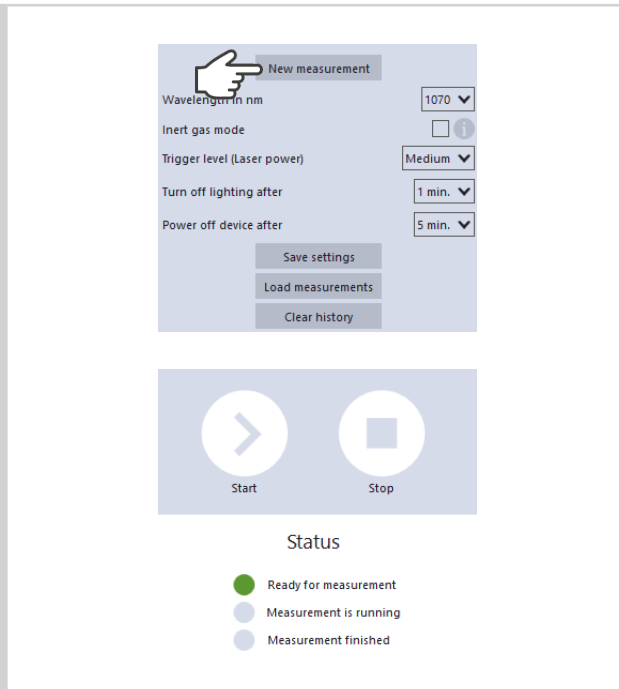 New measurement
Wavelength in nm 1070
Inert gas mode i
Trigger level (Laser power) Medium
Turn off lighting after 1 min.
Power off device after 5 min.
Save settings
Load measurements
Clear history
Start Stop
Status
Ready for measurement
Measurement is running
Measurement finished